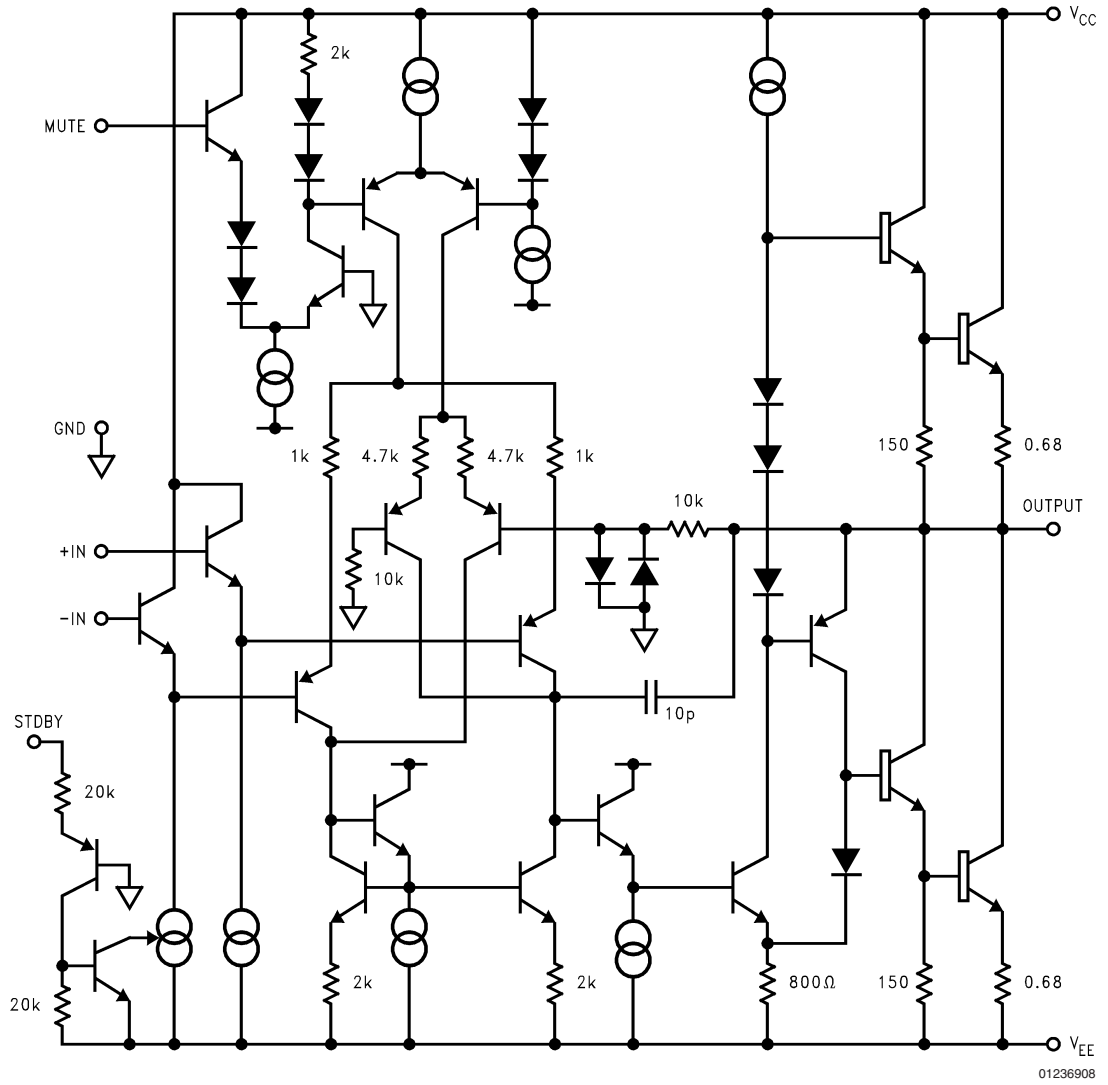 V_CC
2k
MUTE
GND
1k
4.7k
4.7k
1k
150
0.68
10k
OUTPUT
+IN
10k
−IN
10p
STDBY
20k
20k
2k
2k
800Ω
150
0.68
V_EE
01236908